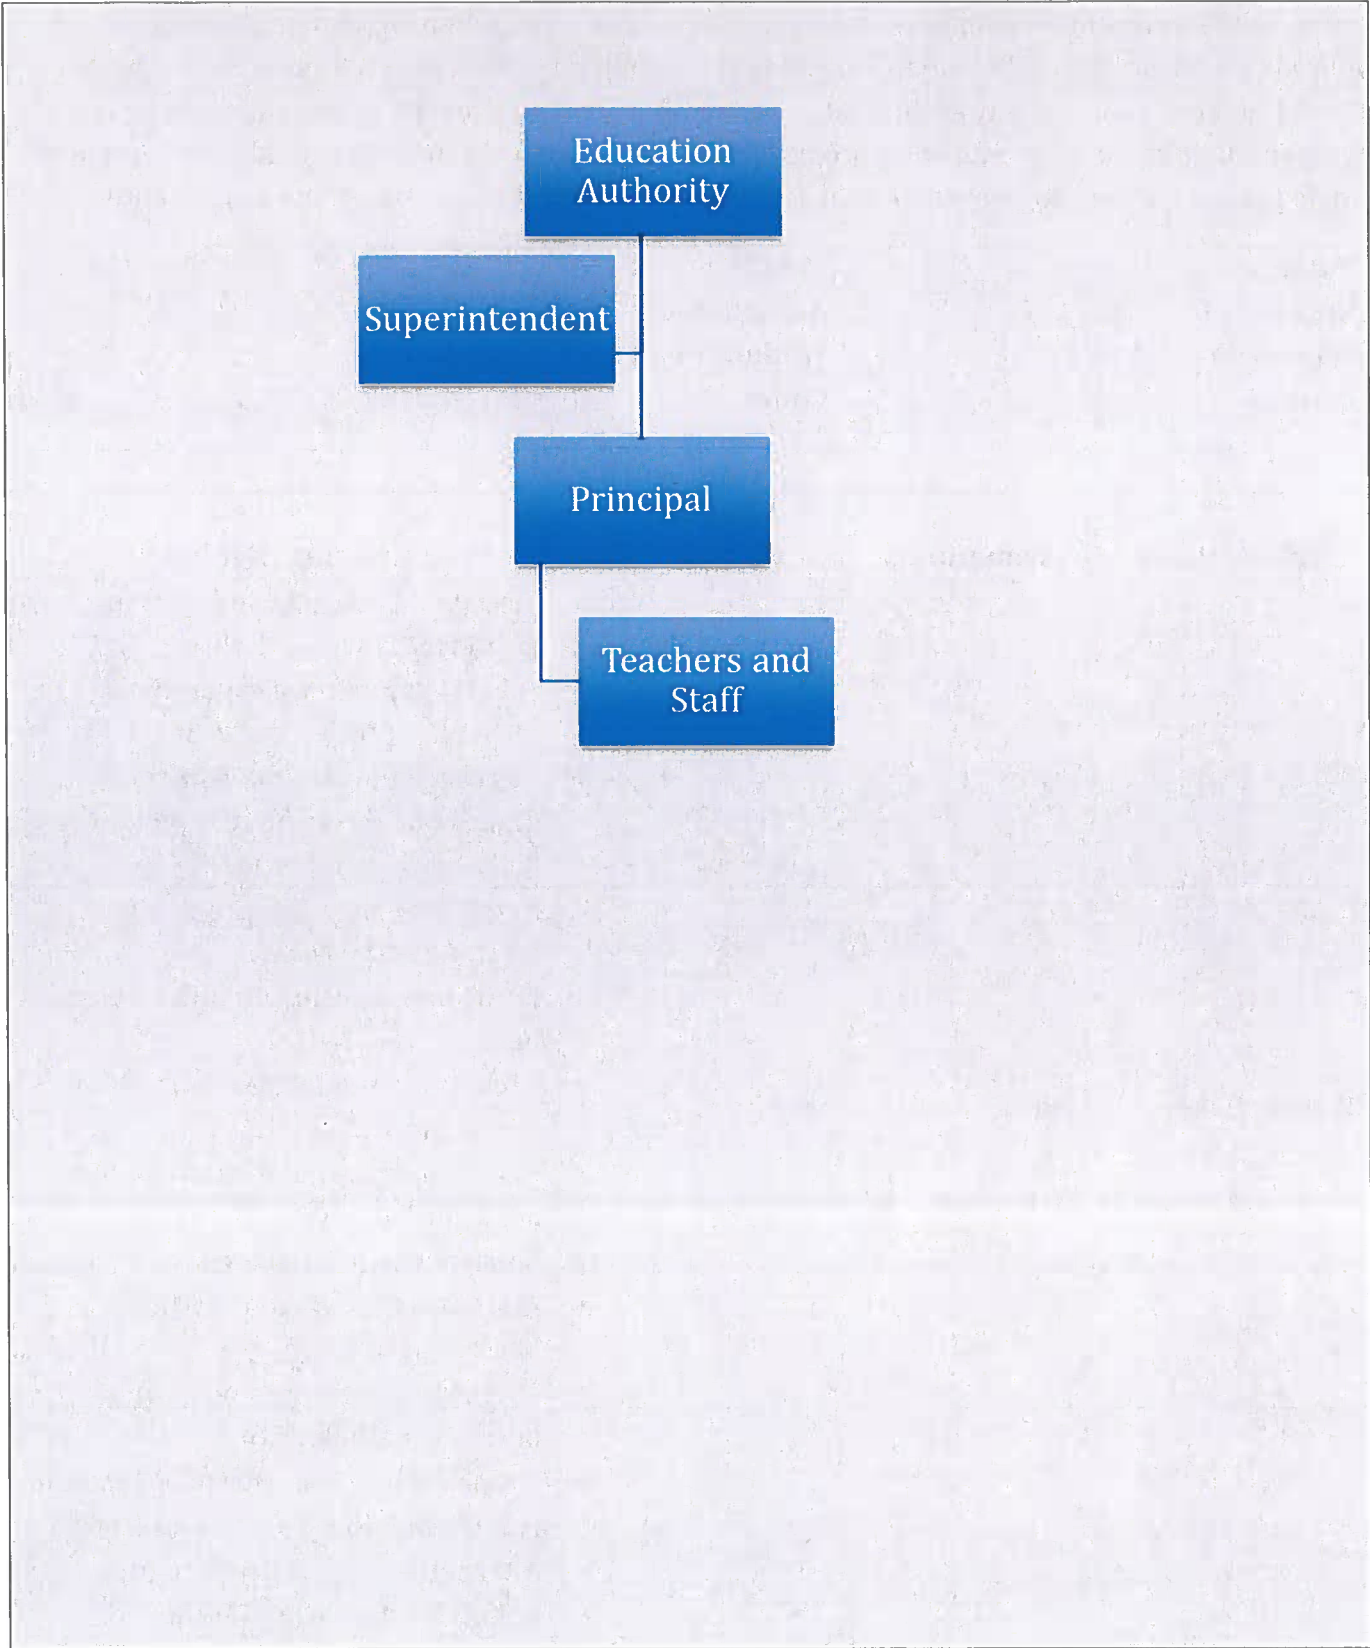 Education
Authority
Superintendent
Principal
Teachers and
Staff